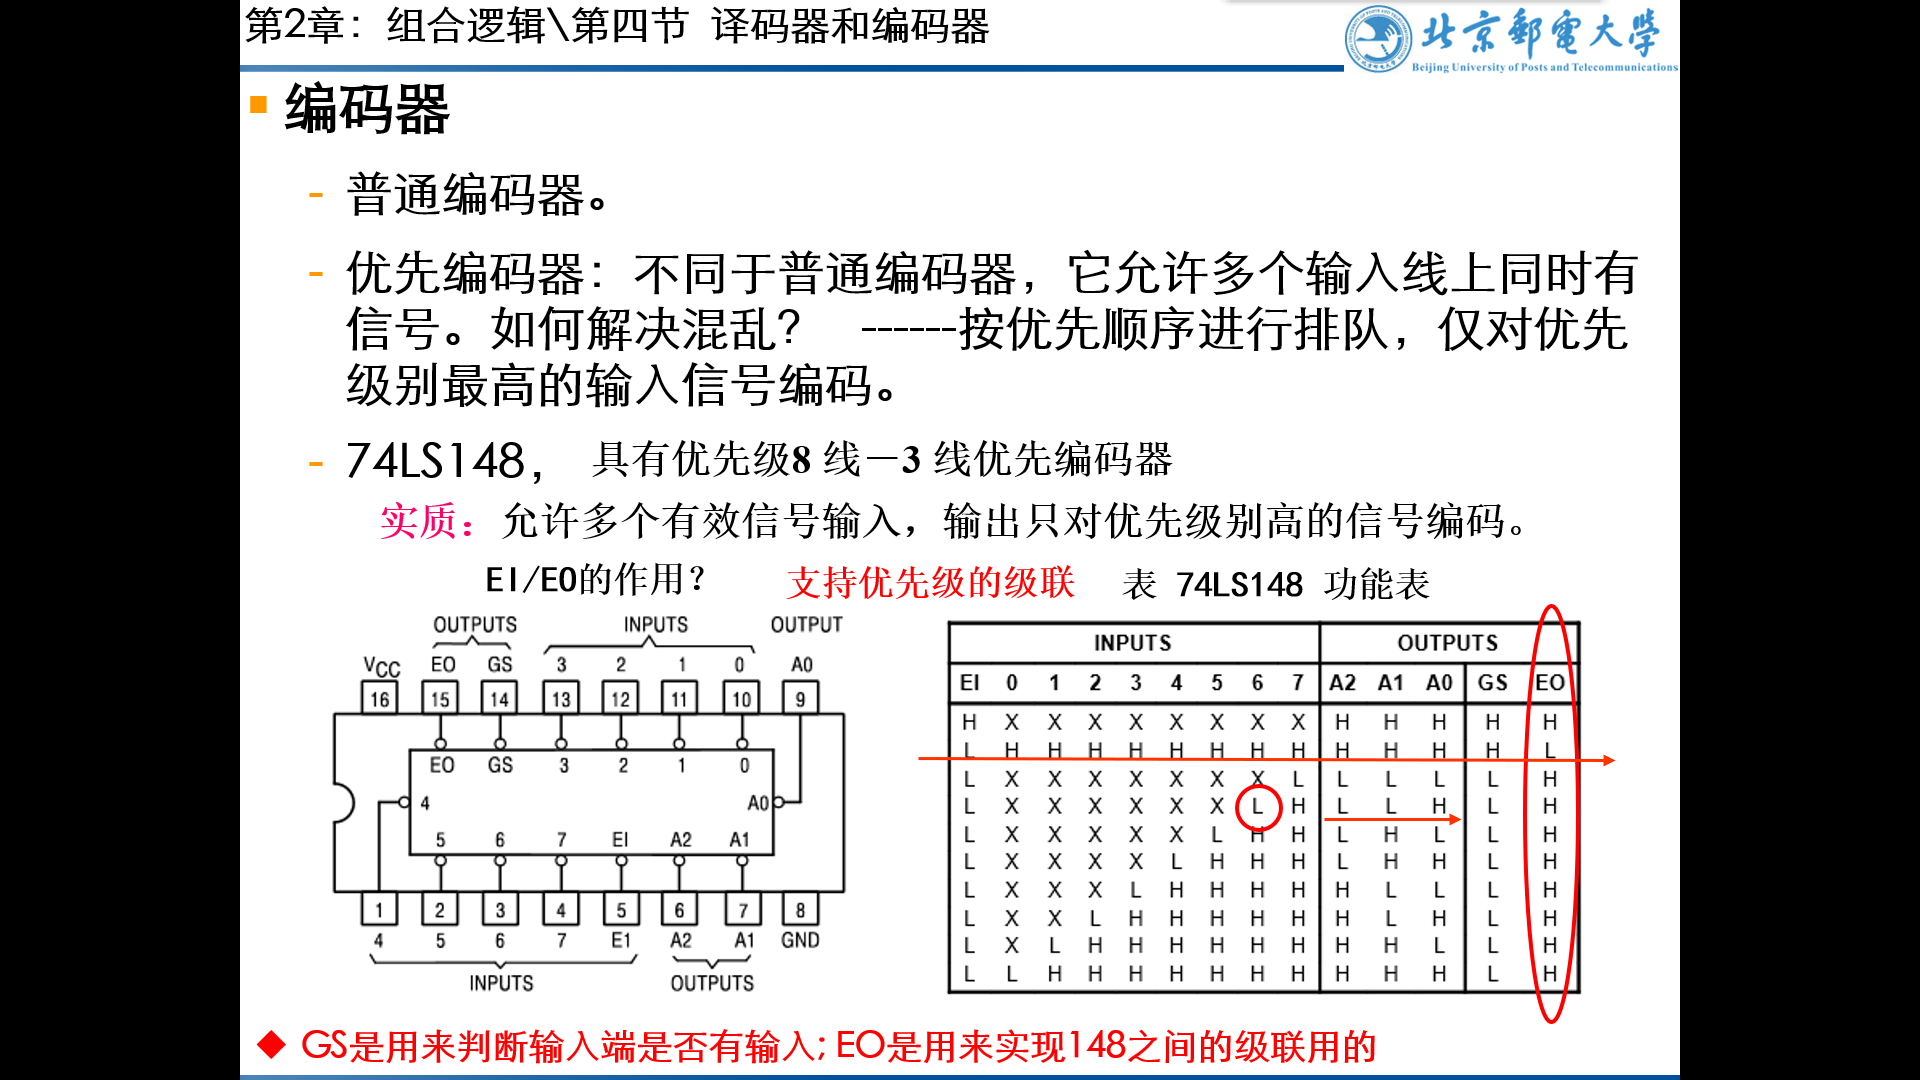 第2章：组合逻辑\第四节 译码器和编码器
北京邮電大学
Beijing University of Posts and Telecommunications
编码器
- 普通编码器。
- 优先编码器：不同于普通编码器，它允许多个输入线上同时有
信号。如何解决混乱？ ------按优先顺序进行排队，仅对优先
级别最高的输入信号编码。
- 74LS148， 具有优先级8 线－3 线优先编码器
实质：允许多个有效信号输入，输出只对优先级别高的信号编码。
EI/EO的作用？ 支持优先级的级联 表 74LS148 功能表
OUTPUTS INPUTS OUTPUT
VCC EO GS 3 2 1 0 A0
16 15 14 13 12 11 10 9
EO GS 3 2 1 0
4 A0
5 6 7 EI A2 A1
1 2 3 4 5 6 7 8
4 5 6 7 E1 A2 A1 GND
INPUTS OUTPUTS
INPUTS OUTPUTS
EI 0 1 2 3 4 5 6 7 A2 A1 A0 GS EO
H X X X X X X X X H H H H H
L H H H H H H H H H H H H L
L X X X X X X X L L L L L H
L X X X X X X L H L L H L H
L X X X X X L H H L H L L H
L X X X X L H H H L H H L H
L X X X L H H H H H L L L H
L X X L H H H H H H L H L H
L X L H H H H H H H H L L H
L L H H H H H H H H H H L H
◆ GS是用来判断输入端是否有输入; EO是用来实现148之间的级联用的